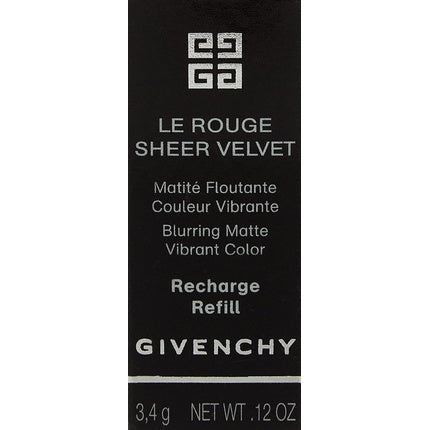 LE ROUGE
SHEER VELVET
Matité Floutante
Couleur Vibrante
Blurring Matte
Vibrant Color
Recharge
Refill
GIVENCHY
3,4 g NET WT. .12 OZ